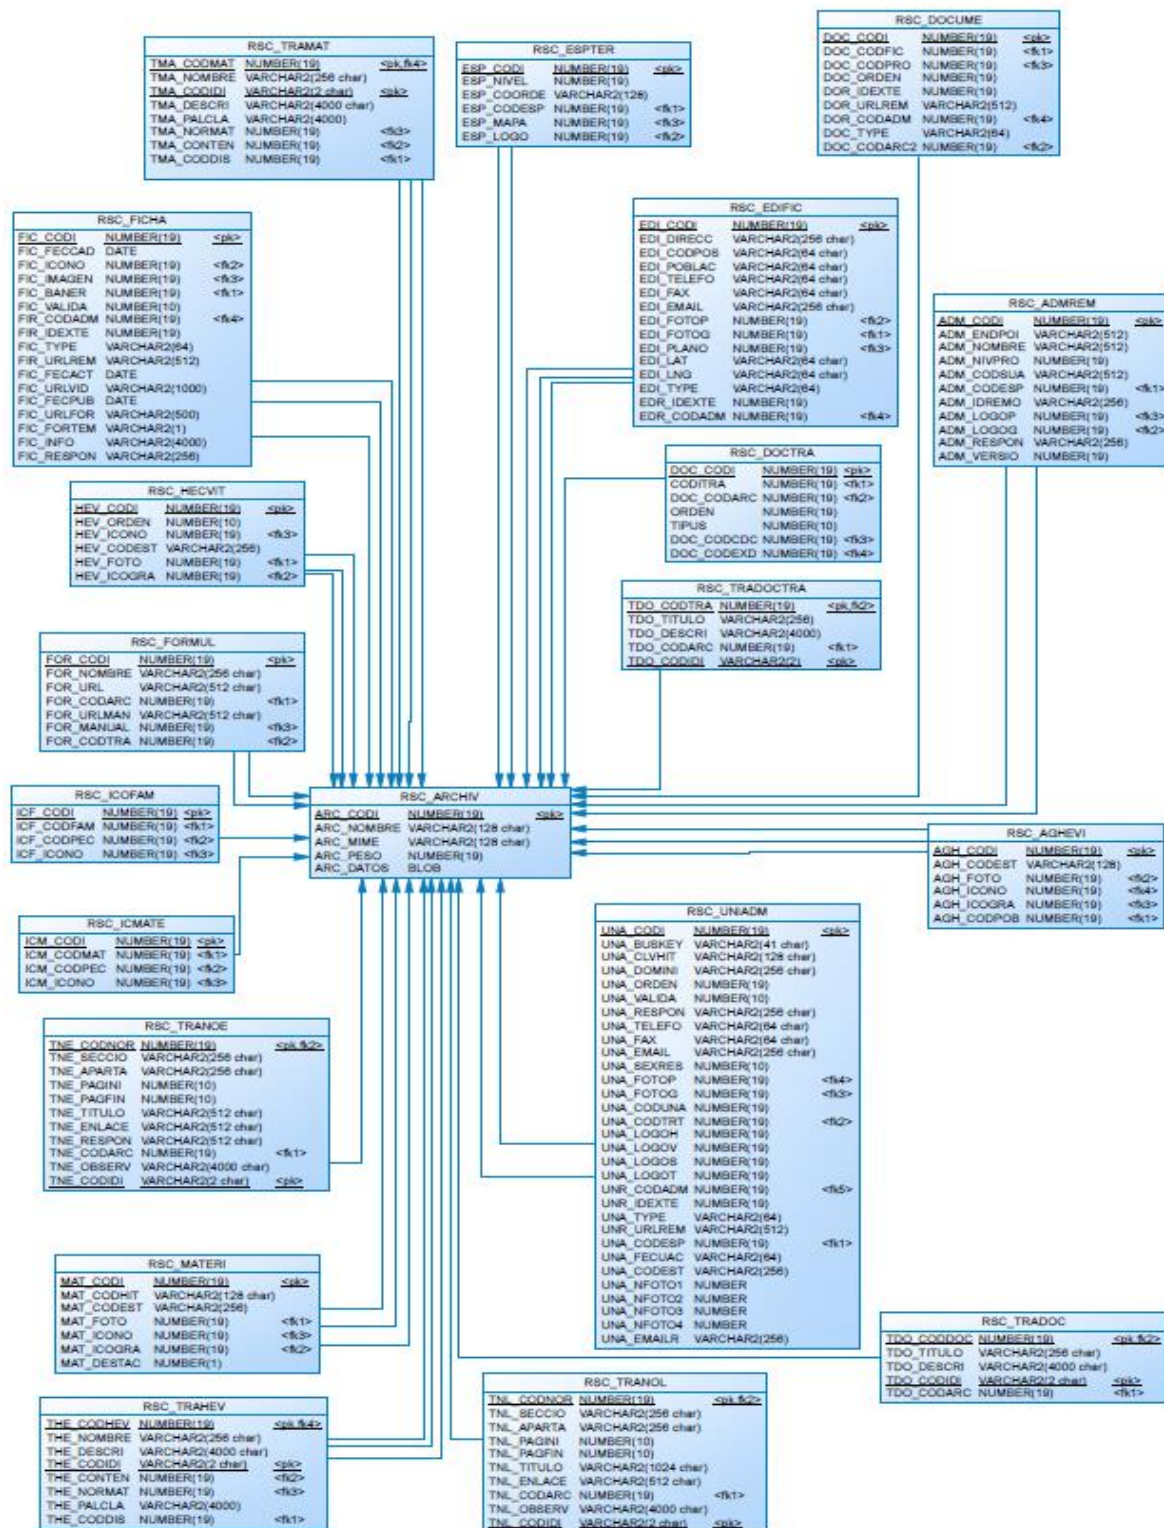 RSC_TRAMAT
TMA_CODMAT NUMBER(19) <pk,fk4>
TMA_NOMBRE VARCHAR2(256 char)
TMA_CODIDI VARCHAR2(2 char) <pk>
TMA_DESCRI VARCHAR2(4000 char)
TMA_PALCLA VARCHAR2(4000)
TMA_NORMAT NUMBER(19) <fk3>
TMA_CONTEN NUMBER(19) <fk2>
TMA_CODDIS NUMBER(19) <fk1>
RSC_ESPTER
ESP_CODI NUMBER(19) <pk>
ESP_NIVEL NUMBER(19)
ESP_COORDE VARCHAR2(128)
ESP_CODESP NUMBER(19) <fk1>
ESP_MAPA NUMBER(19) <fk3>
ESP_LOGO NUMBER(19) <fk2>
RSC_DOCUME
DOC_CODI NUMBER(19) <pk>
DOC_CODFIC NUMBER(19) <fk1>
DOC_CODPRO NUMBER(19) <fk3>
DOC_ORDEN NUMBER(19)
DOR_IDEXTE NUMBER(19)
DOR_URLREM VARCHAR2(512)
DOR_CODADM NUMBER(19) <fk4>
DOC_TYPE VARCHAR2(64)
DOC_CODARC2 NUMBER(19) <fk2>
RSC_FICHA
FIC_CODI NUMBER(19) <pk>
FIC_FECCAD DATE
FIC_ICONO NUMBER(19) <fk2>
FIC_IMAGEN NUMBER(19) <fk3>
FIC_BANER NUMBER(19) <fk1>
FIC_VALIDA NUMBER(10)
FIR_CODADM NUMBER(19) <fk4>
FIR_IDEXTE NUMBER(19)
FIC_TYPE VARCHAR2(64)
FIR_URLREM VARCHAR2(512)
FIC_FECACT DATE
FIC_URLVID VARCHAR2(1000)
FIC_FECPUB DATE
FIC_URLFOR VARCHAR2(500)
FIC_FORTEM VARCHAR2(1)
FIC_INFO VARCHAR2(4000)
FIC_RESPON VARCHAR2(256)
RSC_EDIFIC
EDI_CODI NUMBER(19) <pk>
EDI_DIRECC VARCHAR2(256 char)
EDI_CODPOS VARCHAR2(64 char)
EDI_POBLAC VARCHAR2(64 char)
EDI_TELEFO VARCHAR2(64 char)
EDI_FAX VARCHAR2(64 char)
EDI_EMAIL VARCHAR2(256 char)
EDI_FOTOP NUMBER(19) <fk2>
EDI_FOTOG NUMBER(19) <fk1>
EDI_PLANO NUMBER(19) <fk3>
EDI_LAT VARCHAR2(64 char)
EDI_LNG VARCHAR2(64 char)
EDI_TYPE VARCHAR2(64)
EDR_IDEXTE NUMBER(19)
EDR_CODADM NUMBER(19) <fk4>
RSC_ADMREM
ADM_CODI NUMBER(19) <pk>
ADM_ENDPOI VARCHAR2(512)
ADM_NOMBRE VARCHAR2(512)
ADM_NIVPRO NUMBER(19)
ADM_CODSUA VARCHAR2(512)
ADM_CODESP NUMBER(19) <fk1>
ADM_IDREMO VARCHAR2(256)
ADM_LOGOP NUMBER(19) <fk3>
ADM_LOGOG NUMBER(19) <fk2>
ADM_RESPON VARCHAR2(256)
ADM_VERSIO NUMBER(19)
RSC_DOCTRA
DOC_CODI NUMBER(19) <pk>
CODITRA NUMBER(19) <fk1>
DOC_CODARC NUMBER(19) <fk2>
ORDEN NUMBER(19)
TIPUS NUMBER(10)
DOC_CODCDC NUMBER(19) <fk3>
DOC_CODEXD NUMBER(19) <fk4>
RSC_HECVIT
HEV_CODI NUMBER(19) <pk>
HEV_ORDEN NUMBER(10)
HEV_ICONO NUMBER(19) <fk3>
HEV_CODEST VARCHAR2(256)
HEV_FOTO NUMBER(19) <fk1>
HEV_ICOGRA NUMBER(19) <fk2>
RSC_TRADOCTRA
TDO_CODTRA NUMBER(19) <pk,fk2>
TDO_TITULO VARCHAR2(256)
TDO_DESCRI VARCHAR2(4000)
TDO_CODARC NUMBER(19) <fk1>
TDO_CODIDI VARCHAR2(2) <pk>
RSC_FORMUL
FOR_CODI NUMBER(19) <pk>
FOR_NOMBRE VARCHAR2(256 char)
FOR_URL VARCHAR2(512 char)
FOR_CODARC NUMBER(19) <fk1>
FOR_URLMAN VARCHAR2(512 char)
FOR_MANUAL NUMBER(19) <fk3>
FOR_CODTRA NUMBER(19) <fk2>
RSC_ICOFAM
ICF_CODI NUMBER(19) <pk>
ICF_CODFAM NUMBER(19) <fk1>
ICF_CODPEC NUMBER(19) <fk2>
ICF_ICONO NUMBER(19) <fk3>
RSC_ARCHIV
ARC_CODI NUMBER(19) <pk>
ARC_NOMBRE VARCHAR2(128 char)
ARC_MIME VARCHAR2(128 char)
ARC_PESO NUMBER(19)
ARC_DATOS BLOB
RSC_AGHEVI
AGH_CODI NUMBER(19) <pk>
AGH_CODEST VARCHAR2(128)
AGH_FOTO NUMBER(19) <fk2>
AGH_ICONO NUMBER(19) <fk4>
AGH_ICOGRA NUMBER(19) <fk3>
AGH_CODPOB NUMBER(19) <fk1>
RSC_ICMATE
ICM_CODI NUMBER(19) <pk>
ICM_CODMAT NUMBER(19) <fk1>
ICM_CODPEC NUMBER(19) <fk2>
ICM_ICONO NUMBER(19) <fk3>
RSC_UNIADM
UNA_CODI NUMBER(19) <pk>
UNA_BUSKEY VARCHAR2(41 char)
UNA_CLVHIT VARCHAR2(128 char)
UNA_DOMINI VARCHAR2(256 char)
UNA_ORDEN NUMBER(19)
UNA_VALIDA NUMBER(10)
UNA_RESPON VARCHAR2(256 char)
UNA_TELEFO VARCHAR2(64 char)
UNA_FAX VARCHAR2(64 char)
UNA_EMAIL VARCHAR2(256 char)
UNA_SEXRES NUMBER(10)
UNA_FOTOP NUMBER(19) <fk4>
UNA_FOTOG NUMBER(19) <fk3>
UNA_CODUNA NUMBER(19)
UNA_CODTRT NUMBER(19) <fk2>
UNA_LOGOH NUMBER(19)
UNA_LOGOV NUMBER(19)
UNA_LOGOS NUMBER(19)
UNA_LOGOT NUMBER(19)
UNR_CODADM NUMBER(19) <fk5>
UNR_IDEXTE NUMBER(19)
UNA_TYPE VARCHAR2(64)
UNR_URLREM VARCHAR2(512)
UNA_CODESP NUMBER(19) <fk1>
UNA_FECUAC VARCHAR2(64)
UNA_CODEST VARCHAR2(256)
UNA_NFOTO1 NUMBER
UNA_NFOTO2 NUMBER
UNA_NFOTO3 NUMBER
UNA_NFOTO4 NUMBER
UNA_EMAILR VARCHAR2(256)
RSC_TRANOE
TNE_CODNOR NUMBER(19) <pk,fk2>
TNE_SECCIO VARCHAR2(256 char)
TNE_APARTA VARCHAR2(256 char)
TNE_PAGINI NUMBER(10)
TNE_PAGFIN NUMBER(10)
TNE_TITULO VARCHAR2(512 char)
TNE_ENLACE VARCHAR2(512 char)
TNE_RESPON VARCHAR2(512 char)
TNE_CODARC NUMBER(19) <fk1>
TNE_OBSERV VARCHAR2(4000 char)
TNE_CODIDI VARCHAR2(2 char) <pk>
RSC_MATERI
MAT_CODI NUMBER(19) <pk>
MAT_CODHIT VARCHAR2(128 char)
MAT_CODEST VARCHAR2(256)
MAT_FOTO NUMBER(19) <fk1>
MAT_ICONO NUMBER(19) <fk3>
MAT_ICOGRA NUMBER(19) <fk2>
MAT_DESTAC NUMBER(1)
RSC_TRADOC
TDO_CODDOC NUMBER(19) <pk,fk2>
TDO_TITULO VARCHAR2(256 char)
TDO_DESCRI VARCHAR2(4000 char)
TDO_CODIDI VARCHAR2(2 char) <pk>
TDO_CODARC NUMBER(19) <fk1>
RSC_TRAHEV
THE_CODHEV NUMBER(19) <pk,fk4>
THE_NOMBRE VARCHAR2(256 char)
THE_DESCRI VARCHAR2(4000 char)
THE_CODIDI VARCHAR2(2 char) <pk>
THE_CONTEN NUMBER(19) <fk2>
THE_NORMAT NUMBER(19) <fk3>
THE_PALCLA VARCHAR2(4000)
THE_CODDIS NUMBER(19) <fk1>
RSC_TRANOL
TNL_CODNOR NUMBER(19) <pk,fk2>
TNL_SECCIO VARCHAR2(256 char)
TNL_APARTA VARCHAR2(256 char)
TNL_PAGINI NUMBER(10)
TNL_PAGFIN NUMBER(10)
TNL_TITULO VARCHAR2(1024 char)
TNL_ENLACE VARCHAR2(512 char)
TNL_CODARC NUMBER(19) <fk1>
TNL_OBSERV VARCHAR2(4000 char)
TNL_CODIDI VARCHAR2(2 char) <pk>